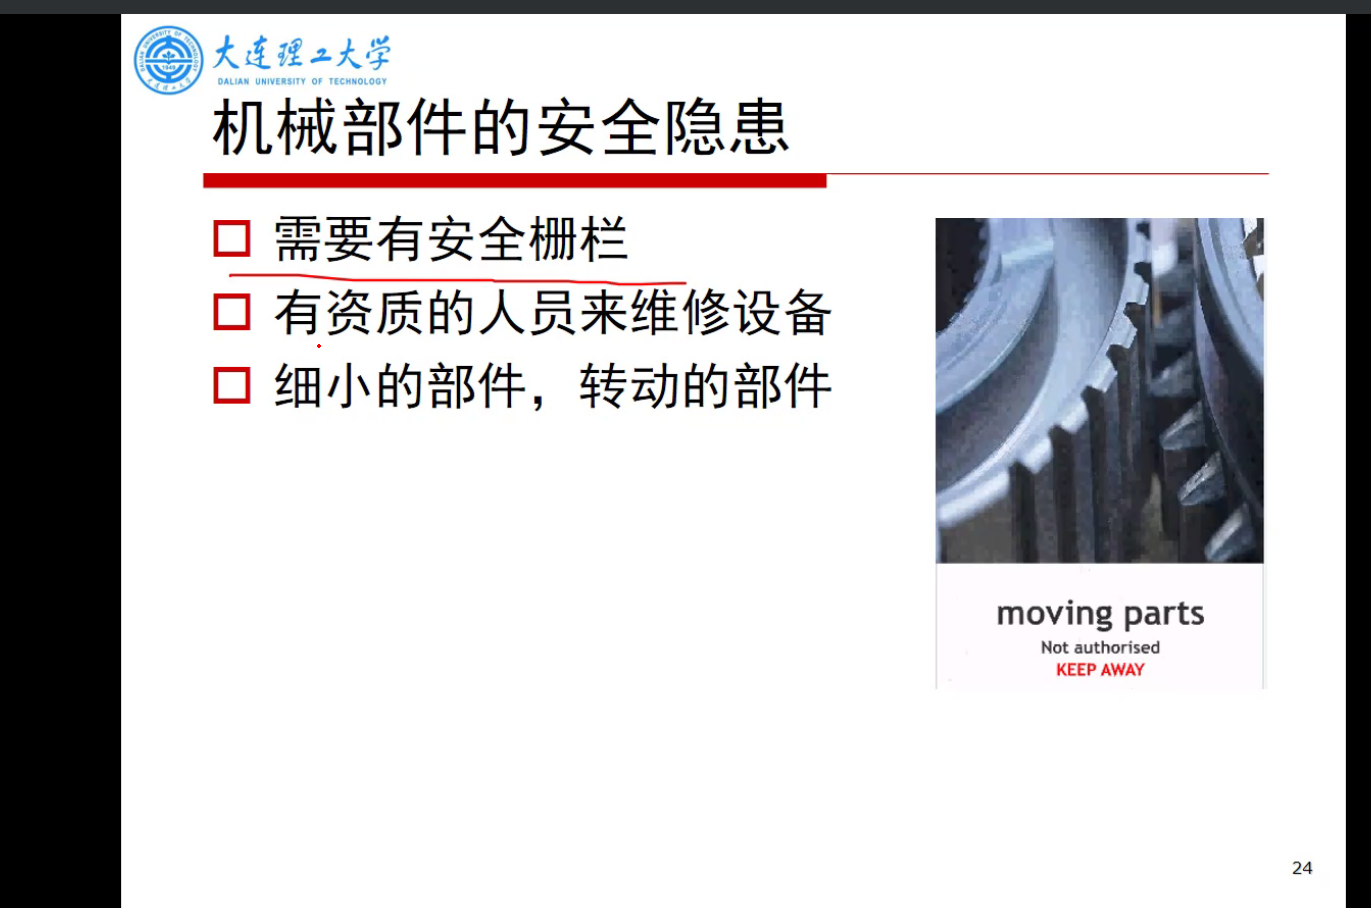 大连理工大学
DALIAN UNIVERSITY OF TECHNOLOGY
机械部件的安全隐患
需要有安全栅栏
有资质的人员来维修设备
细小的部件，转动的部件
moving parts
Not authorised
KEEP AWAY
24